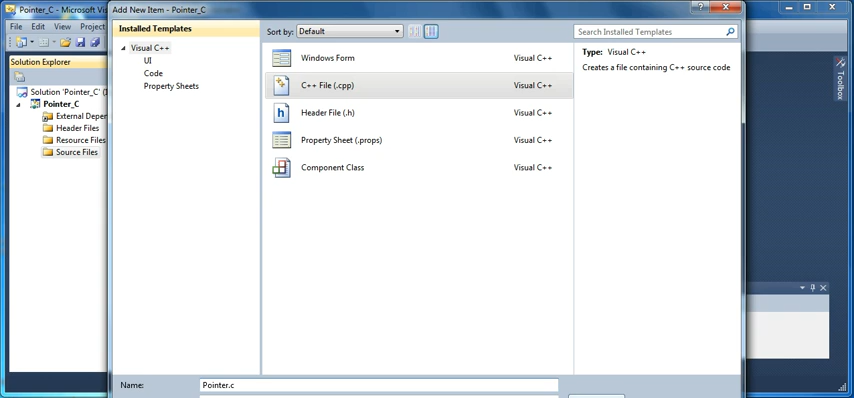 Pointer_C - Microsoft Vis
Add New Item - Pointer_C
File Edit View Project
Solution Explorer
Solution 'Pointer_C' (
Pointer_C
External Depen
Header Files
Resource Files
Source Files
Installed Templates
Visual C++
UI
Code
Property Sheets
Sort by: Default
Windows Form Visual C++
C++ File (.cpp) Visual C++
Header File (.h) Visual C++
Property Sheet (.props) Visual C++
Component Class Visual C++
Search Installed Templates
Type: Visual C++
Creates a file containing C++ source code
Toolbox
Name: Pointer.c